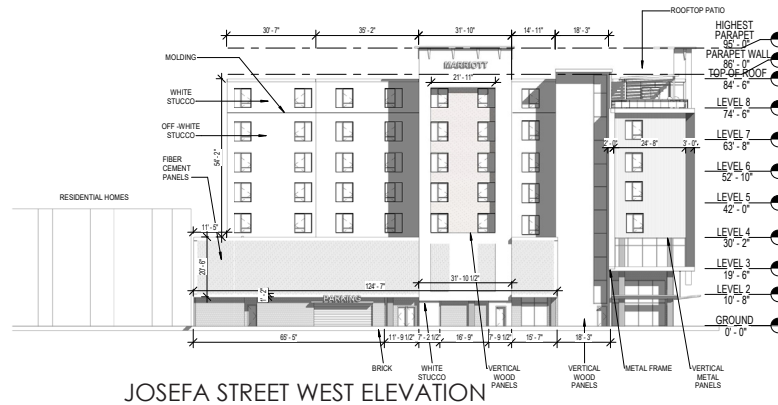 ROOFTOP PATIO
30' - 7"
35' - 2"
31' - 10"
14' - 11"
18' - 3"
HIGHEST
PARAPET
95' - 0"
PARAPET WALL
86' - 0"
TOP OF ROOF
84' - 6"
MOLDING
MARRIOTT
21' - 11"
WHITE
STUCCO
LEVEL 8
74' - 6"
OFF -WHITE
STUCCO
LEVEL 7
63' - 8"
2' - 0"
24' - 8"
3' - 0"
54' - 2"
FIBER
CEMENT
PANELS
LEVEL 6
52' - 10"
RESIDENTIAL HOMES
LEVEL 5
42' - 0"
11' - 5"
LEVEL 4
30' - 2"
20' - 6"
LEVEL 3
19' - 6"
31' - 10 1/2"
124' - 7"
1' - 2"
PARKING
LEVEL 2
10' - 8"
GROUND
0' - 0"
65' - 5"
11' - 9 1/2"
7' - 2 1/2"
16' - 9"
7' - 9 1/2"
15' - 7"
18' - 3"
BRICK
WHITE
STUCCO
VERTICAL
WOOD
PANELS
VERTICAL
WOOD
PANELS
METAL FRAME
VERTICAL
METAL
PANELS
JOSEFA STREET WEST ELEVATION